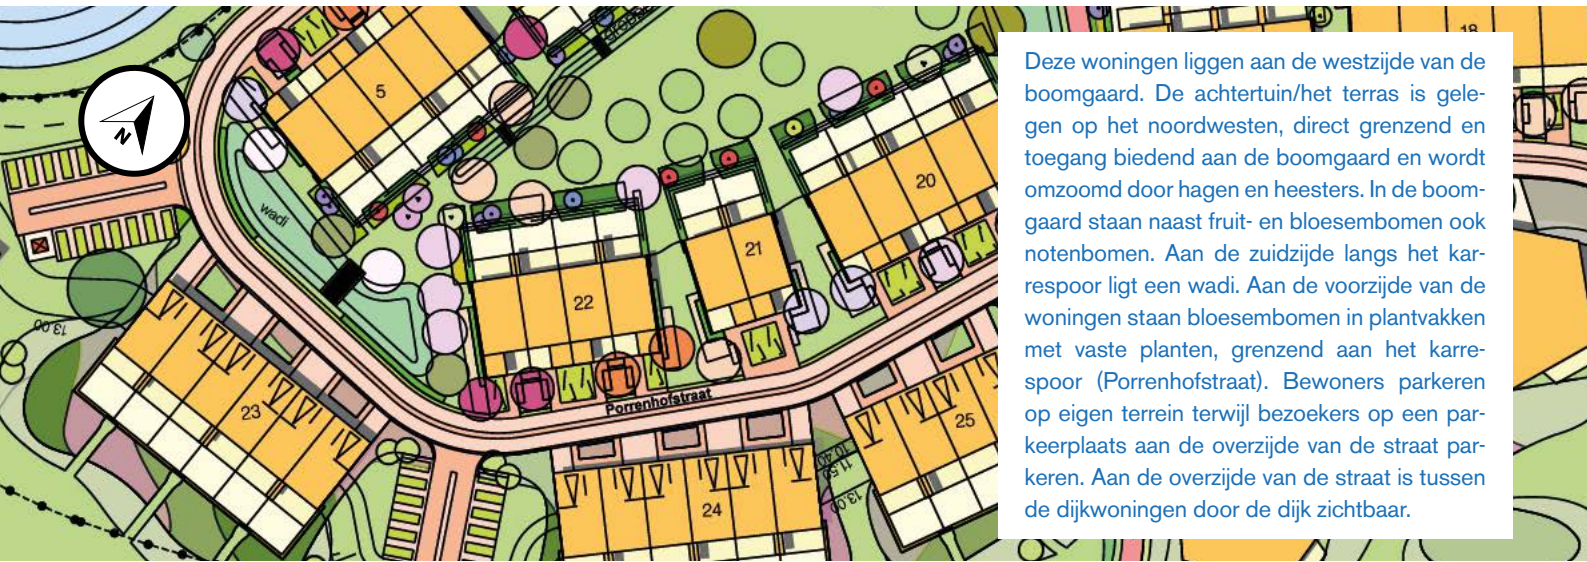 Deze woningen liggen aan de westzijde van de
boomgaard. De achtertuin/het terras is gele-
gen op het noordwesten, direct grenzend en
toegang biedend aan de boomgaard en wordt
omzoomd door hagen en heesters. In de boom-
gaard staan naast fruit- en bloesembomen ook
notenbomen. Aan de zuidzijde langs het kar-
respoor ligt een wadi. Aan de voorzijde van de
woningen staan bloesembomen in plantvakken
met vaste planten, grenzend aan het karre-
spoor (Porrenhofstraat). Bewoners parkeren
op eigen terrein terwijl bezoekers op een par-
keerplaats aan de overzijde van de straat par-
keren. Aan de overzijde van de straat is tussen
de dijkwoningen door de dijk zichtbaar.
N
5
18
wadi
20
21
22
13.00
23
Porrenhofstraat
25
24
10.40
11.50
13.00